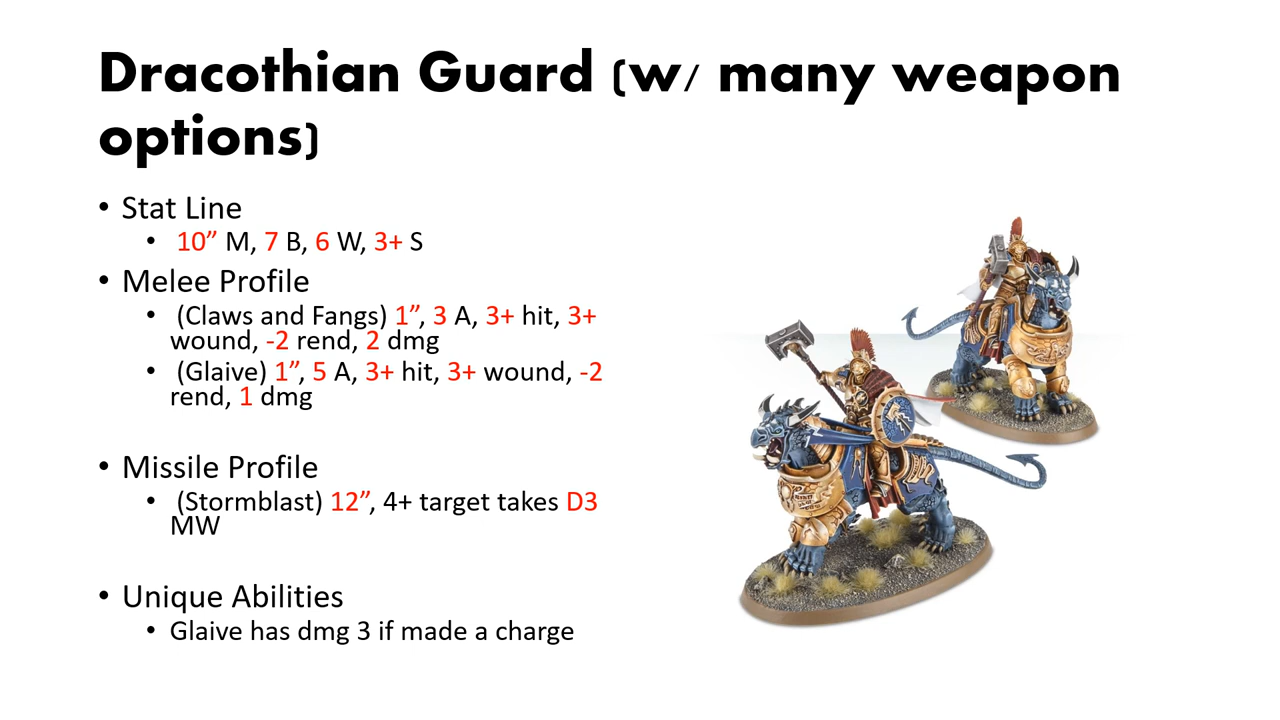 Dracothian Guard (w/ many weapon
options)
• Stat Line
• 10” M, 7 B, 6 W, 3+ S
• Melee Profile
• (Claws and Fangs) 1”, 3 A, 3+ hit, 3+
wound, -2 rend, 2 dmg
• (Glaive) 1”, 5 A, 3+ hit, 3+ wound, -2
rend, 1 dmg
• Missile Profile
• (Stormblast) 12”, 4+ target takes D3
MW
• Unique Abilities
• Glaive has dmg 3 if made a charge